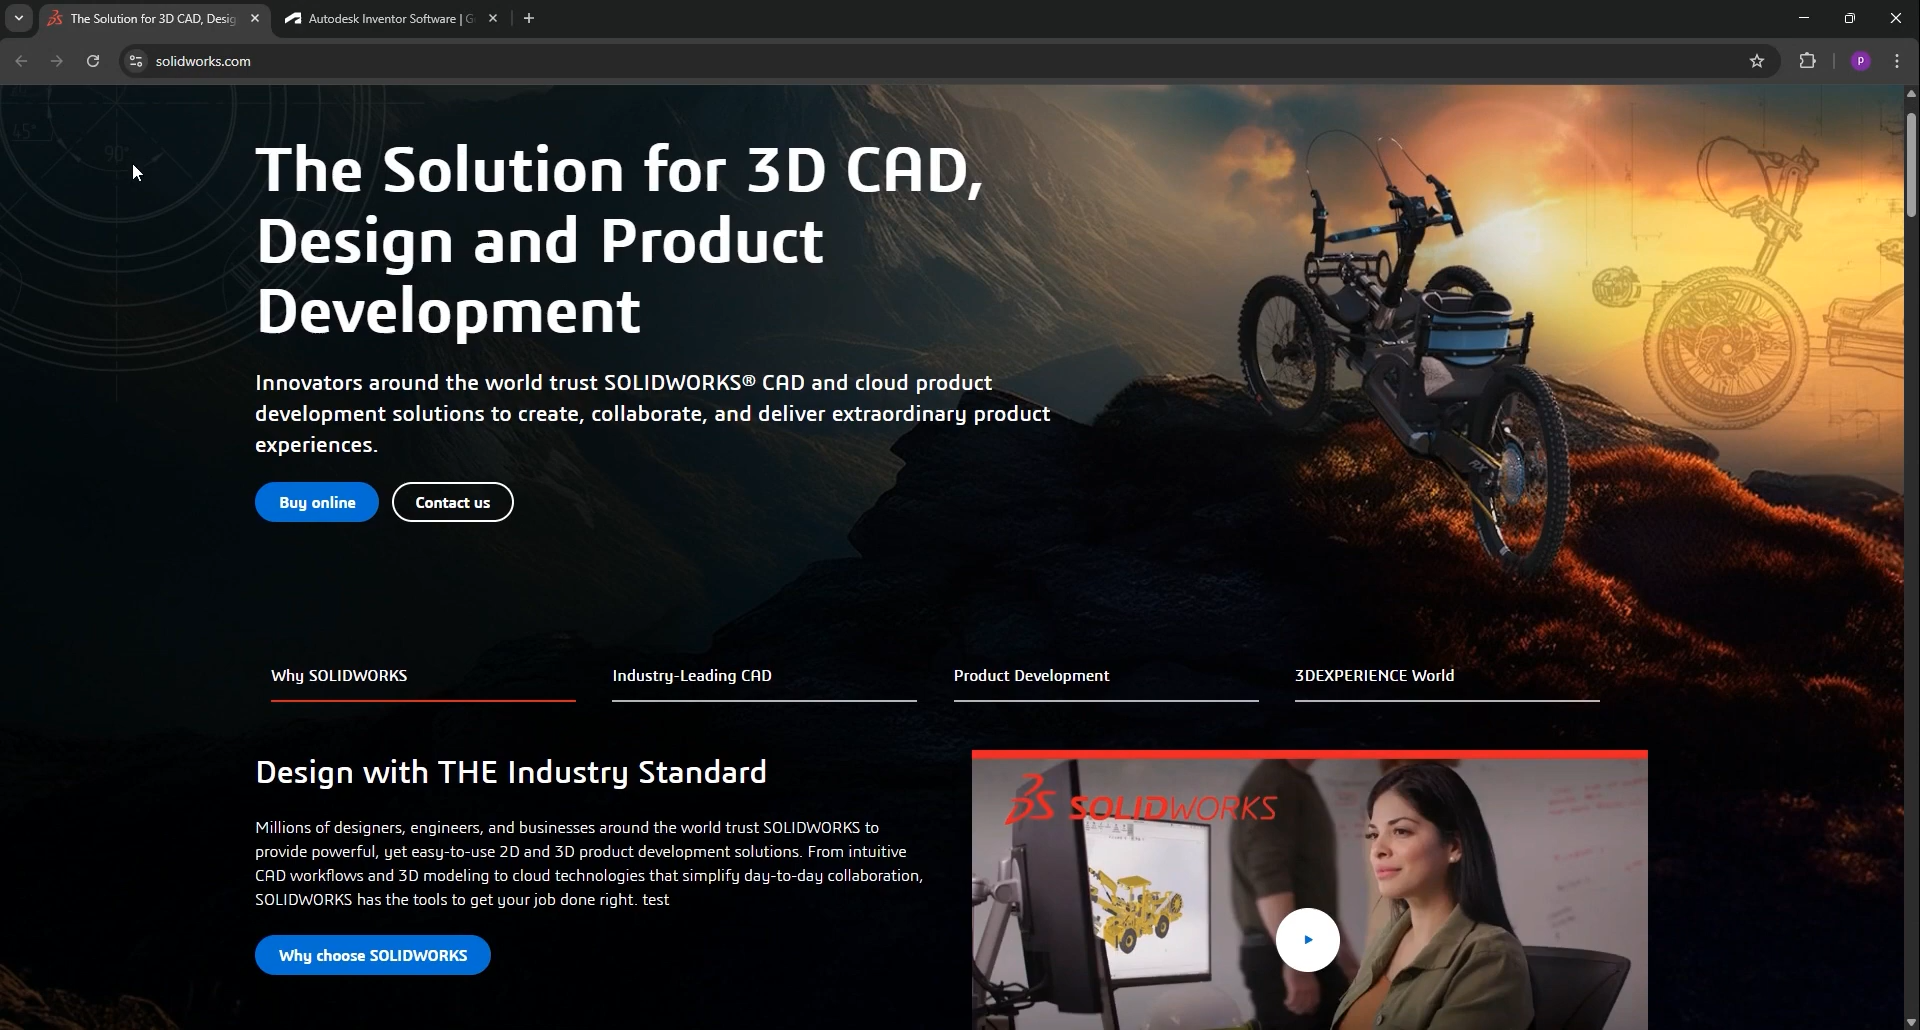 The Solution for 3D CAD, Desig
Autodesk Inventor Software | G
solidworks.com
P
45°
90°
The Solution for 3D CAD,
Design and Product
Development
Innovators around the world trust SOLIDWORKS® CAD and cloud product
development solutions to create, collaborate, and deliver extraordinary product
experiences.
Buy online
Contact us
Why SOLIDWORKS
Industry-Leading CAD
Product Development
3DEXPERIENCE World
Design with THE Industry Standard
Millions of designers, engineers, and businesses around the world trust SOLIDWORKS to
provide powerful, yet easy-to-use 2D and 3D product development solutions. From intuitive
CAD workflows and 3D modeling to cloud technologies that simplify day-to-day collaboration,
SOLIDWORKS has the tools to get your job done right. test
Why choose SOLIDWORKS
SOLIDWORKS